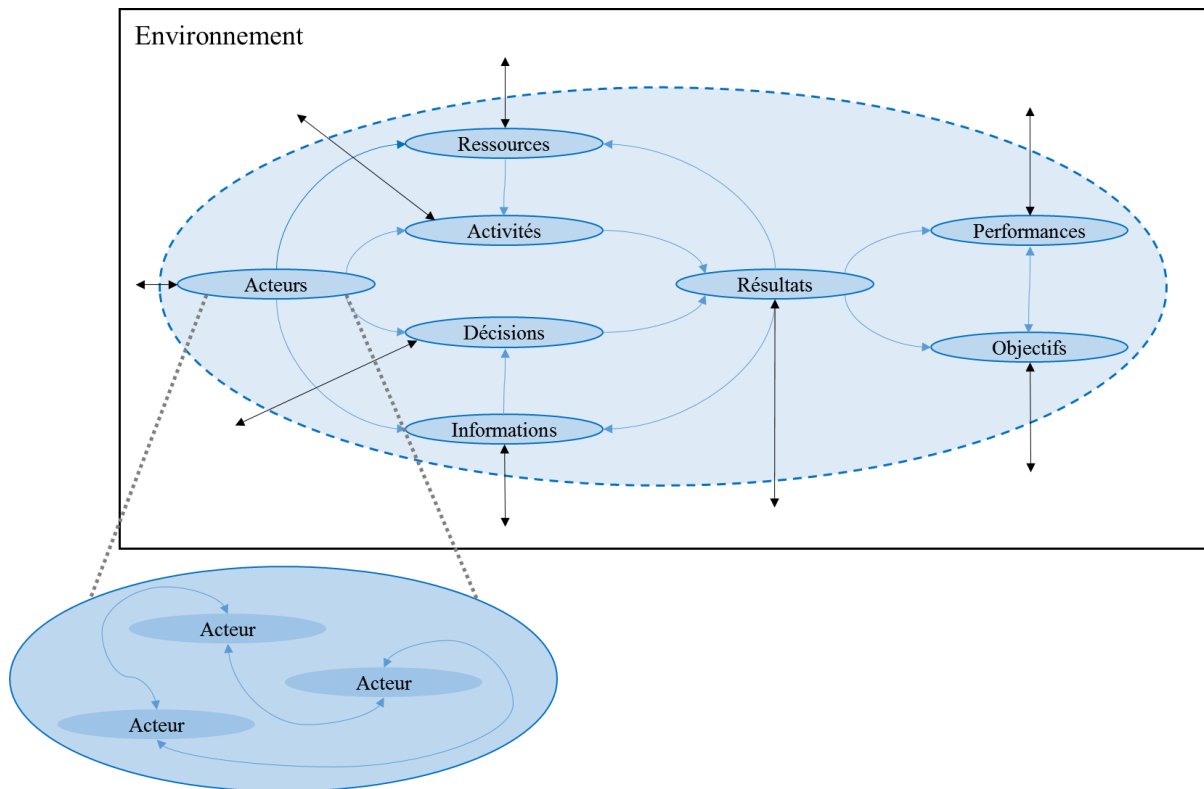 Environnement
Ressources
Activités
Performances
Acteurs
Résultats
Décisions
Objectifs
Informations
Acteur
Acteur
Acteur